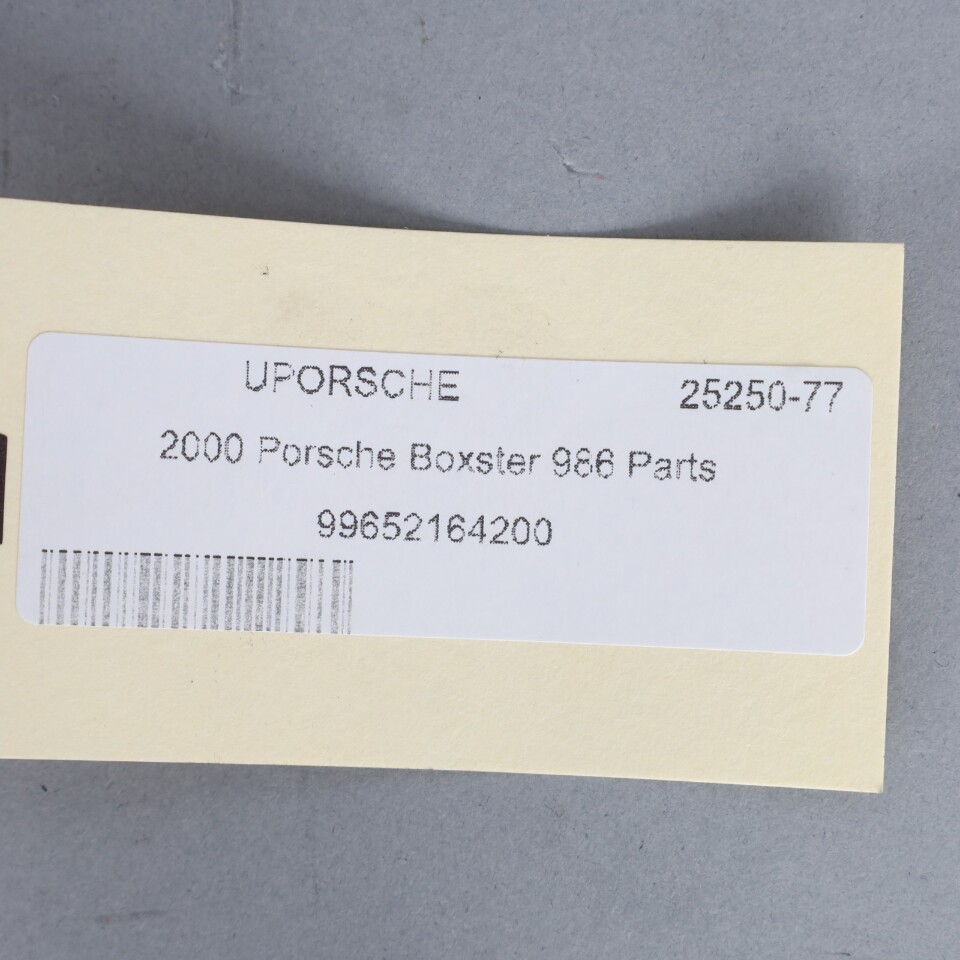 UPORSCHE 25250-77
2000 Porsche Boxster 986 Parts
99652164200